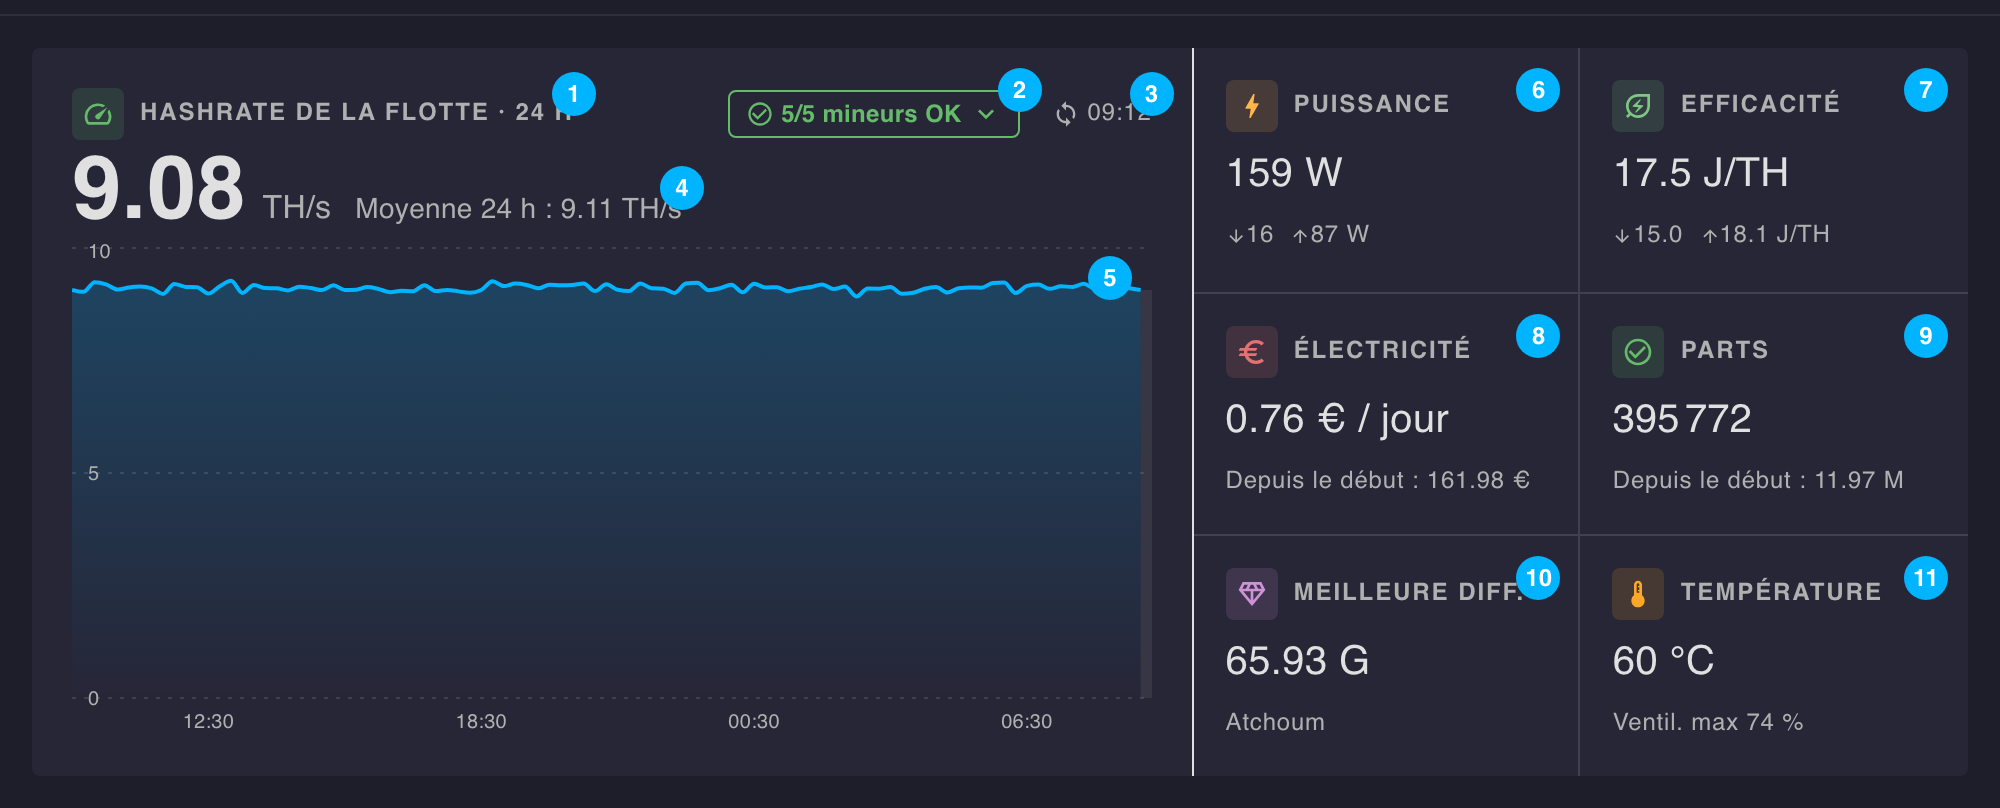 HASHRATE DE LA FLOTTE · 24 H
1
5/5 mineurs OK
2
09:12
3
9.08 TH/s Moyenne 24 h : 9.11 TH/s
4
10
5
5
0
12:30 18:30 00:30 06:30
PUISSANCE
6
159 W
↓16 ↑87 W
EFFICACITÉ
7
17.5 J/TH
↓15.0 ↑18.1 J/TH
€
ÉLECTRICITÉ
8
0.76 € / jour
Depuis le début : 161.98 €
PARTS
9
395 772
Depuis le début : 11.97 M
MEILLEURE DIFF.
10
65.93 G
Atchoum
TEMPÉRATURE
11
60 °C
Ventil. max 74 %